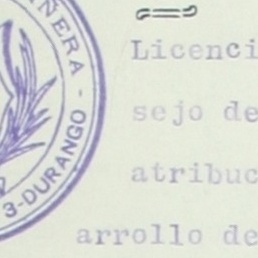 NERA - 3-DURANGO
Licenci
sejo de
atribuc
arrollo de